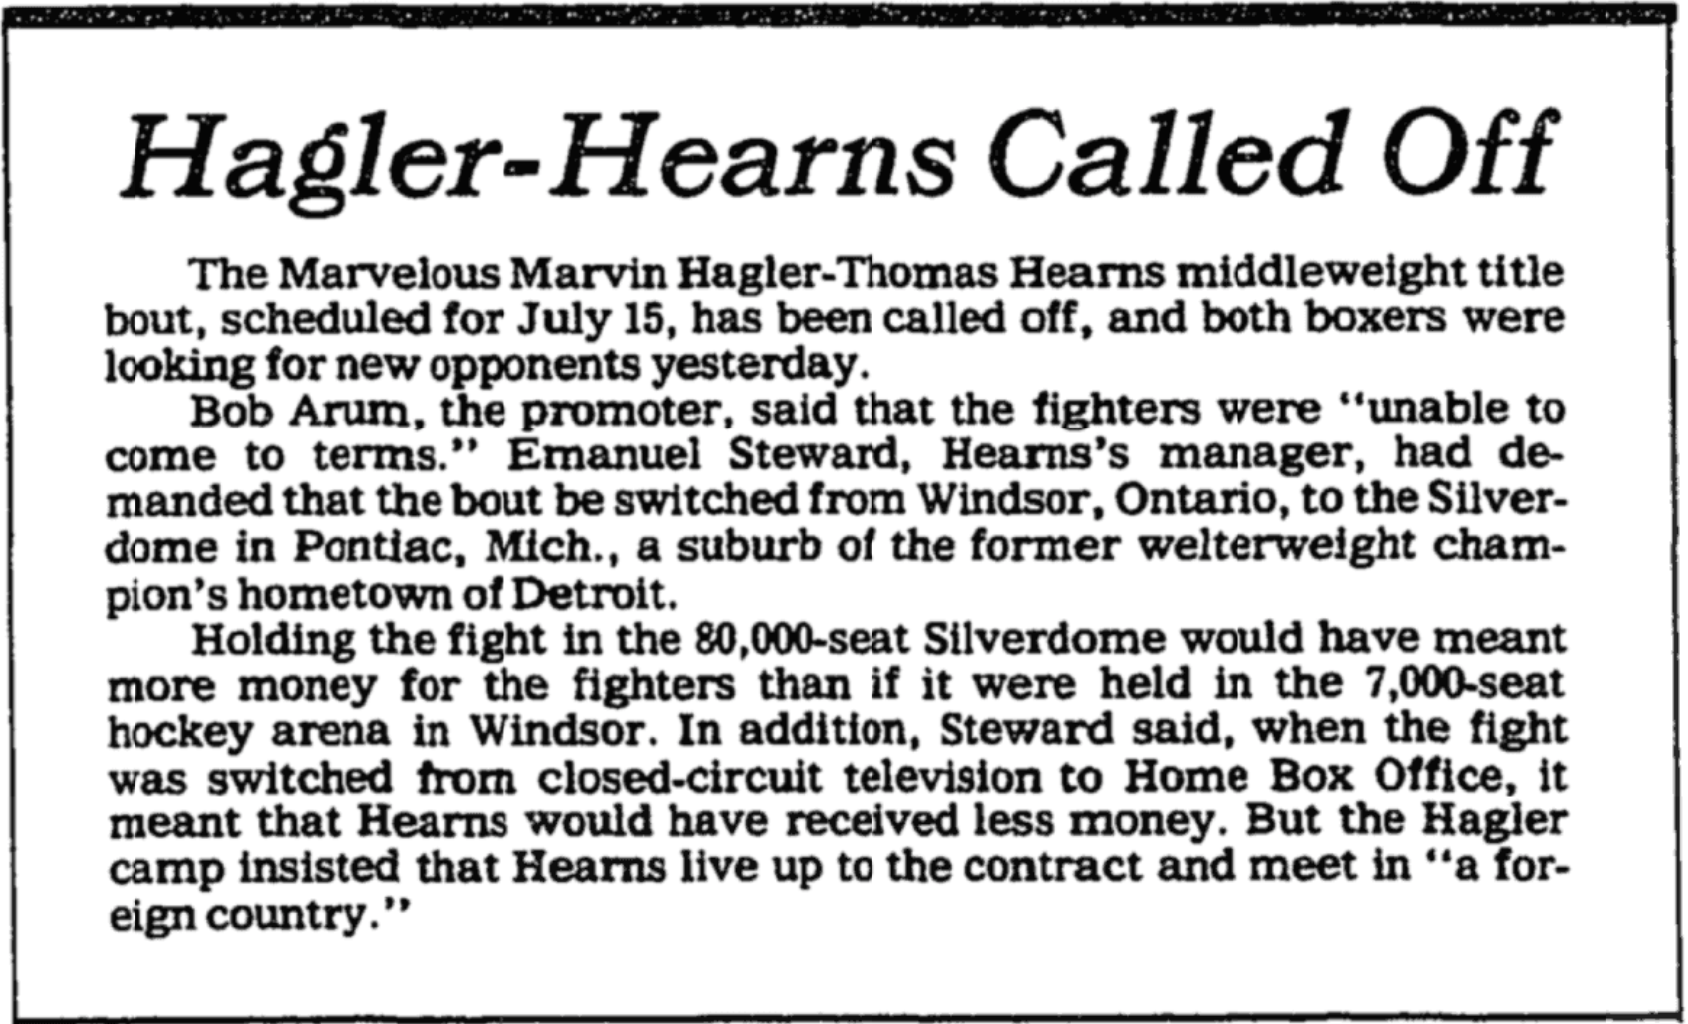 Hagler-Hearns Called Off
The Marvelous Marvin Hagler-Thomas Hearns middleweight title
bout, scheduled for July 15, has been called off, and both boxers were
looking for new opponents yesterday.
Bob Arum, the promoter, said that the fighters were “unable to
come to terms.” Emanuel Steward, Hearns’s manager, had de-
manded that the bout be switched from Windsor, Ontario, to the Silver-
dome in Pontiac, Mich., a suburb of the former welterweight cham-
pion’s hometown of Detroit.
Holding the fight in the 80,000-seat Silverdome would have meant
more money for the fighters than if it were held in the 7,000-seat
hockey arena in Windsor. In addition, Steward said, when the fight
was switched from closed-circuit television to Home Box Office, it
meant that Hearns would have received less money. But the Hagler
camp insisted that Hearns live up to the contract and meet in “a for-
eign country.”